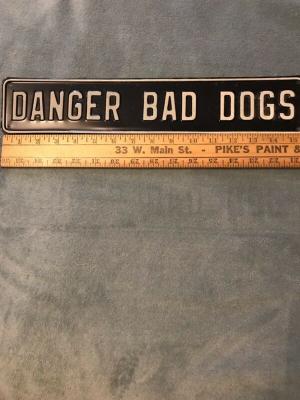 DANGER BAD DOGS
33 W. Main St. - PIKE'S PAINT &